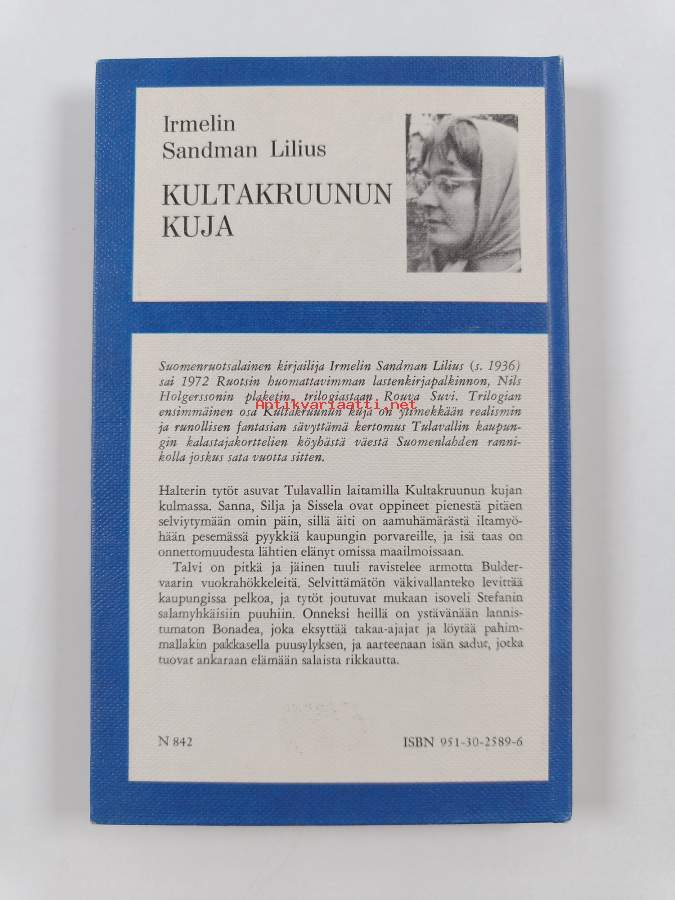 Irmelin
Sandman Lilius
KULTAKRUUNUN
KUJA
Suomenruotsalainen kirjailija Irmelin Sandman Lilius (s. 1936)
sai 1972 Ruotsin huomattavimman lastenkirjapalkinnon, Nils
Holgerssonin plaketin, trilogiastaan Rouva Suvi. Trilogian
Antikvariaatti.net
ensimmäinen osa Kultakruunun kuja on ytimekkään realismin
ja runollisen fantasian sävyttämä kertomus Tulavallin kaupun-
gin kalastajakorttelien köyhästä väestä Suomenlahden ranni-
kolla joskus sata vuotta sitten.
Halterin tytöt asuvat Tulavallin laitamilla Kultakruunun kujan
kulmassa. Sanna, Silja ja Sissela ovat oppineet pienestä pitäen
selviytymään omin päin, sillä äiti on aamuhämärästä iltamyö-
hään pesemässä pyykkiä kaupungin porvareille, ja isä taas on
onnettomuudesta lähtien elänyt omissa maailmoissaan.
Talvi on pitkä ja jäinen tuuli ravistelee armotta Bulder-
vaarin vuokrahökkeleitä. Selvittämätön väkivallanteko levittää
kaupungissa pelkoa, ja tytöt joutuvat mukaan isoveli Stefanin
salamyhkäisiin puuhiin. Onneksi heillä on ystävänään lannis-
tumaton Bonadea, joka eksyttää takaa-ajajat ja löytää pahim-
mallakin pakkasella puusylyksen, ja aarteenaan isän sadut, jotka
tuovat ankaraan elämään salaista rikkautta.
N 842
ISBN 951-30-2589-6